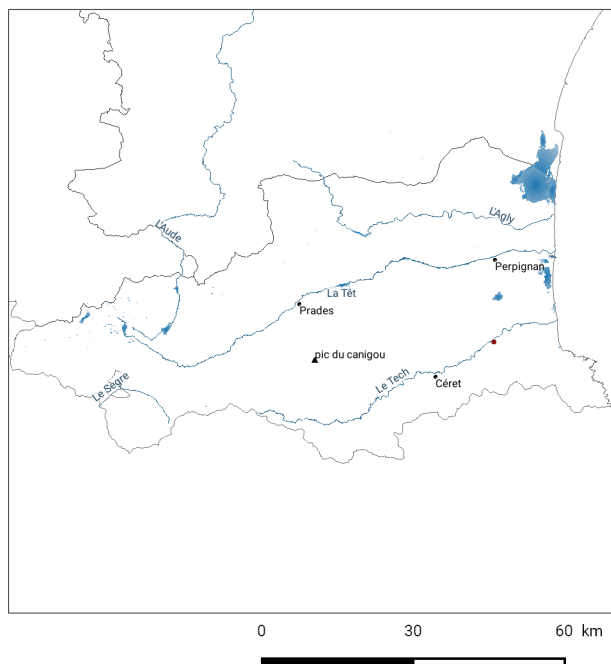 L'Aude
L'Agly
Perpignan
La Têt
Prades
pic du canigou
Le Sègre
Le Tech
Céret
0 30 60 km